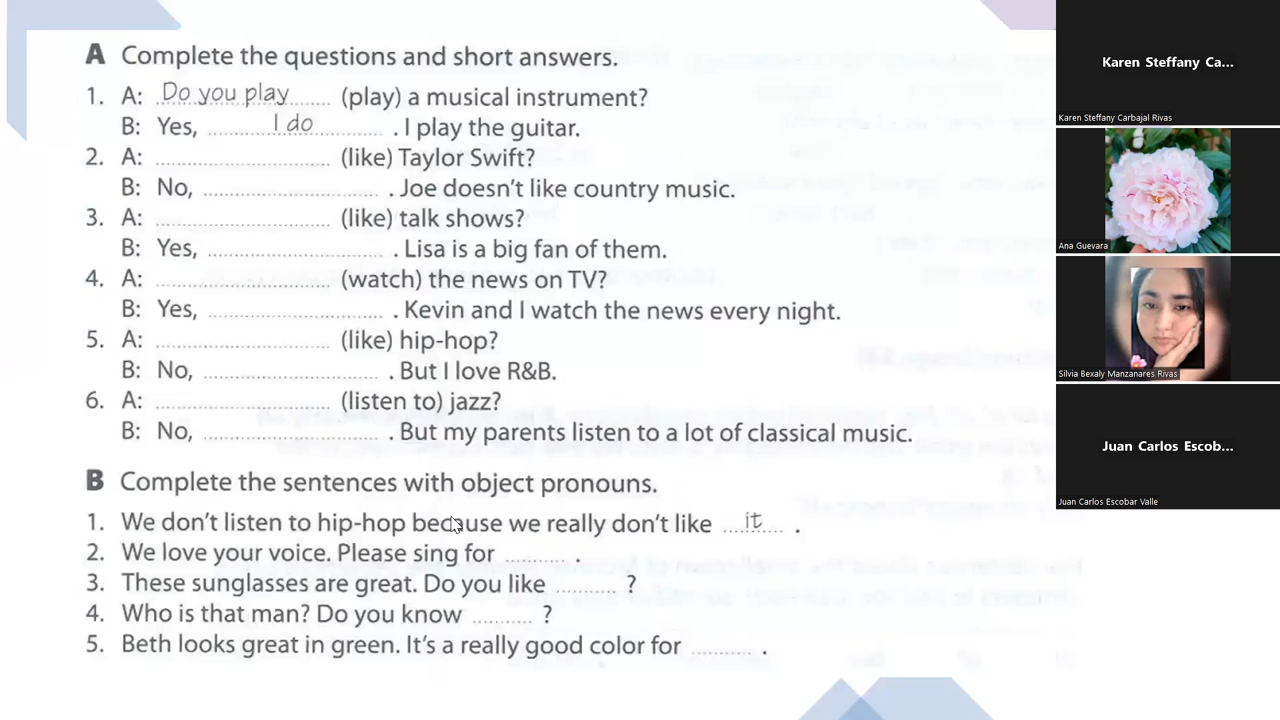 A Complete the questions and short answers.
1. A: Do you play (play) a musical instrument?
B: Yes, I do . I play the guitar.
2. A: (like) Taylor Swift?
B: No, . Joe doesn't like country music.
3. A: (like) talk shows?
B: Yes, . Lisa is a big fan of them.
4. A: (watch) the news on TV?
B: Yes, . Kevin and I watch the news every night.
5. A: (like) hip-hop?
B: No, . But I love R&B.
6. A: (listen to) jazz?
B: No, . But my parents listen to a lot of classical music.
B Complete the sentences with object pronouns.
1. We don't listen to hip-hop because we really don't like it .
2. We love your voice. Please sing for .
3. These sunglasses are great. Do you like ?
4. Who is that man? Do you know ?
5. Beth looks great in green. It's a really good color for .
Karen Steffany Ca...
Karen Steffany Carbajal Rivas
Ana Guevara
Silvia Bexaly Manzanares Rivas
Juan Carlos Escob...
Juan Carlos Escobar Valle